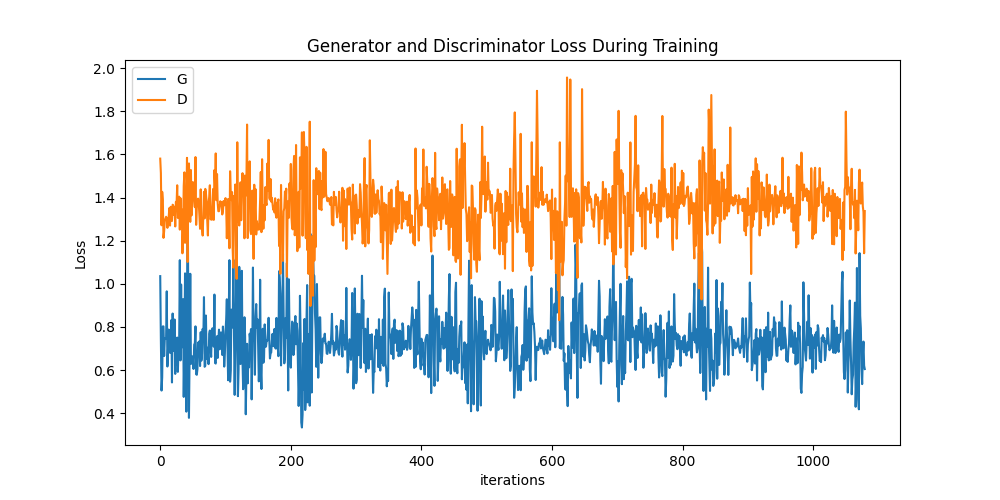 Generator and Discriminator Loss During Training
G
D
2.0
1.8
1.6
1.4
1.2
1.0
0.8
0.6
0.4
Loss
0 200 400 600 800 1000
iterations